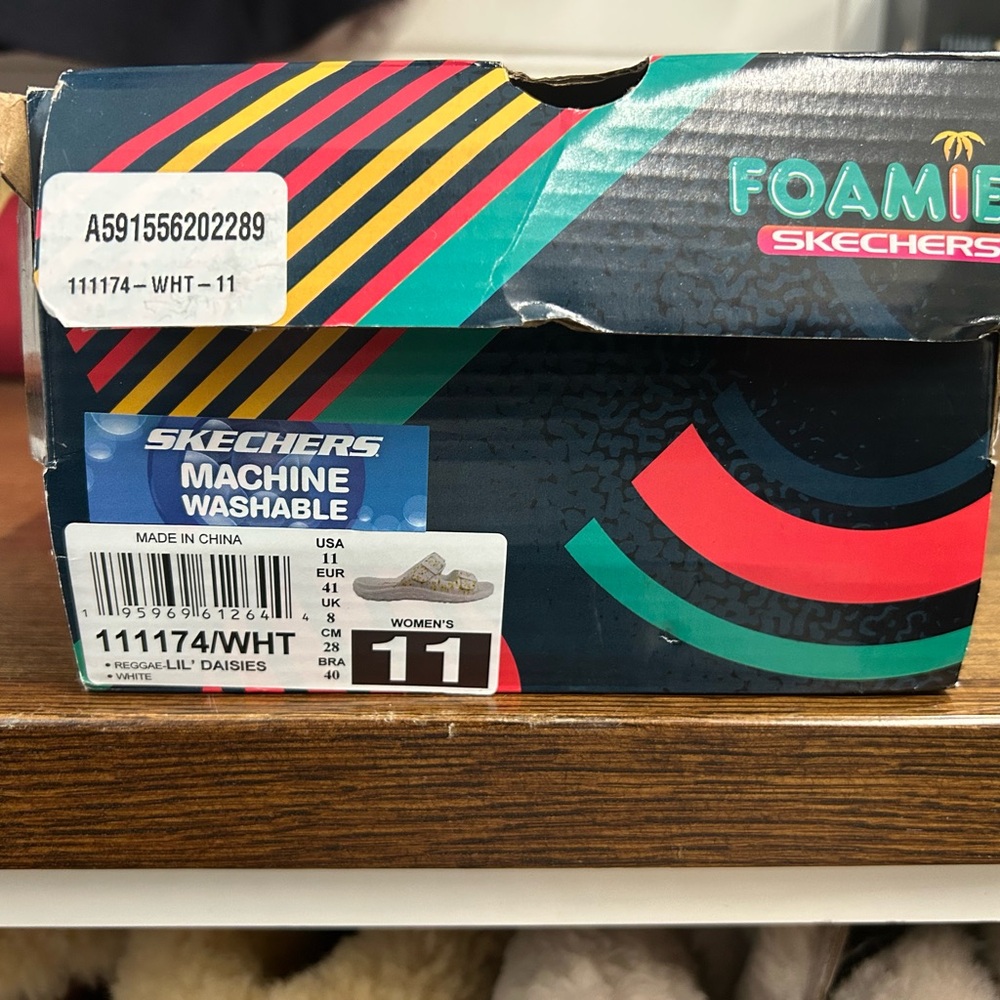 FOAMIE
SKECHERS
A591556202289
111174-WHT-11
SKECHERS
MACHINE
WASHABLE
MADE IN CHINA
1 95969 61264 4
111174/WHT
• REGGAE-LIL' DAISIES
• WHITE
USA
11
EUR
41
UK
8
CM
28
BRA
40
WOMEN'S
11